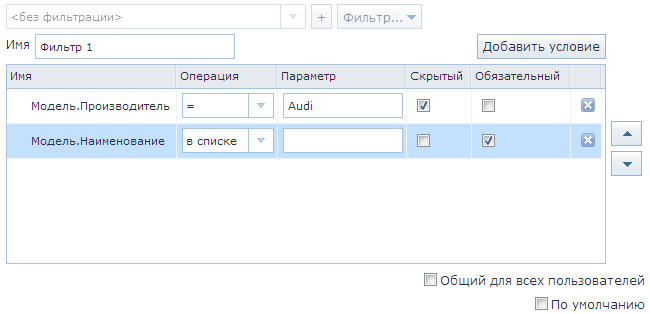 <без фильтрации> + Фильтр...
Имя Фильтр 1 Добавить условие
Имя Операция Параметр Скрытый Обязательный
Модель.Производитель = Audi
Модель.Наименование в списке
Общий для всех пользователей
По умолчанию